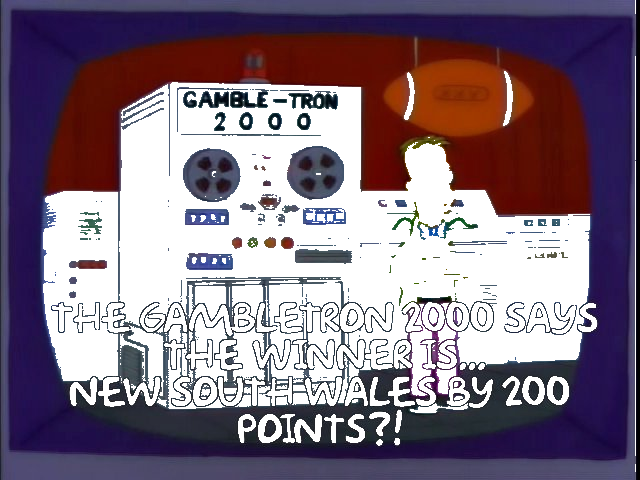 GAMBLE-TRON
2000
THE GAMBLETRON 2000 SAYS
THE WINNER IS...
NEW SOUTH WALES BY 200
POINTS?!